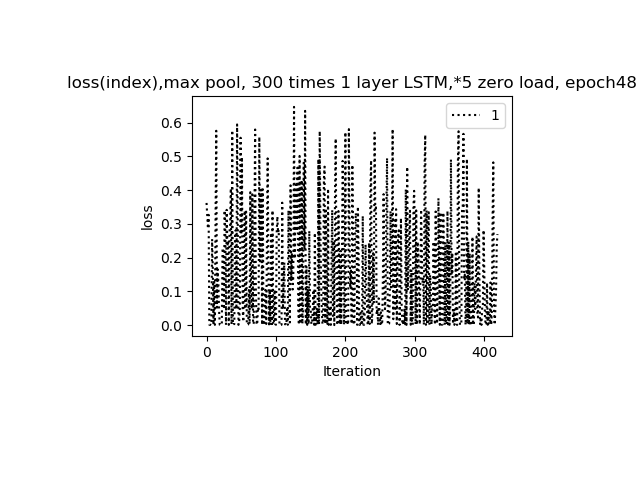 loss(index),max pool, 300 times 1 layer LSTM,*5 zero load, epoch48
1
0.6
0.5
0.4
0.3
0.2
0.1
0.0
loss
0 100 200 300 400
Iteration